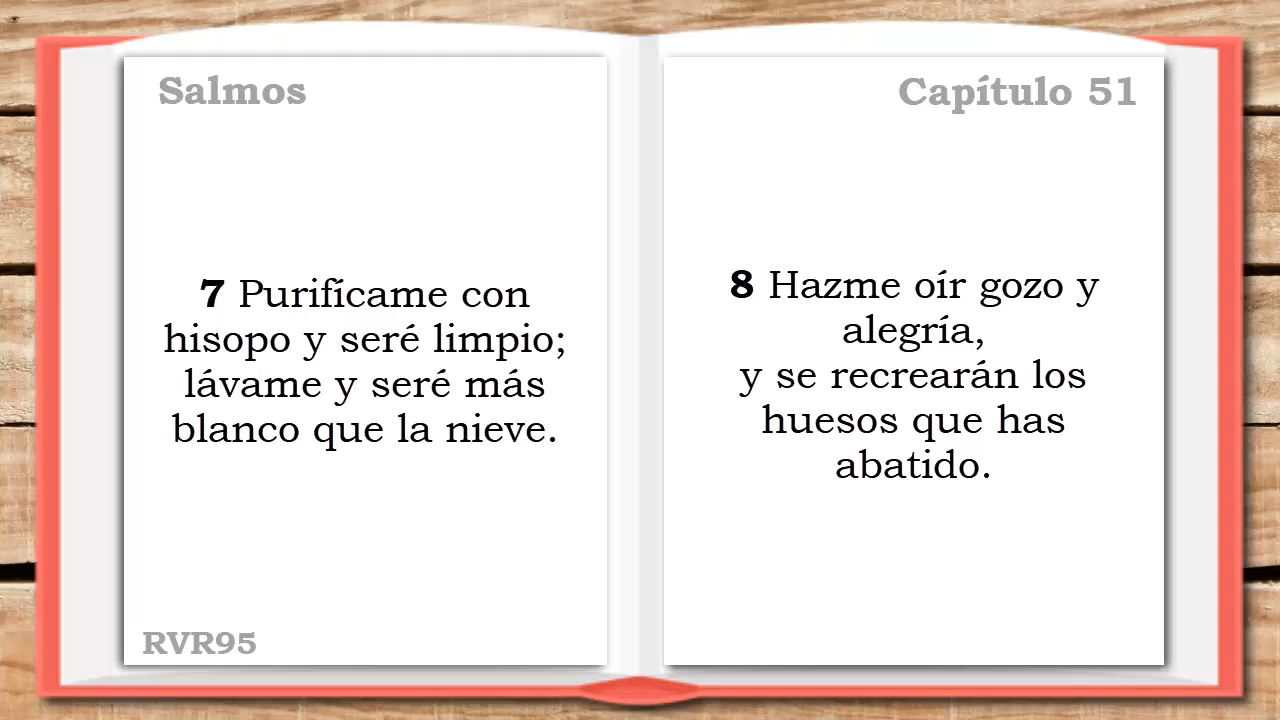 Salmos
7 Purifícame con
hisopo y seré limpio;
lávame y seré más
blanco que la nieve.
RVR95
Capítulo 51
8 Hazme oír gozo y
alegría,
y se recrearán los
huesos que has
abatido.